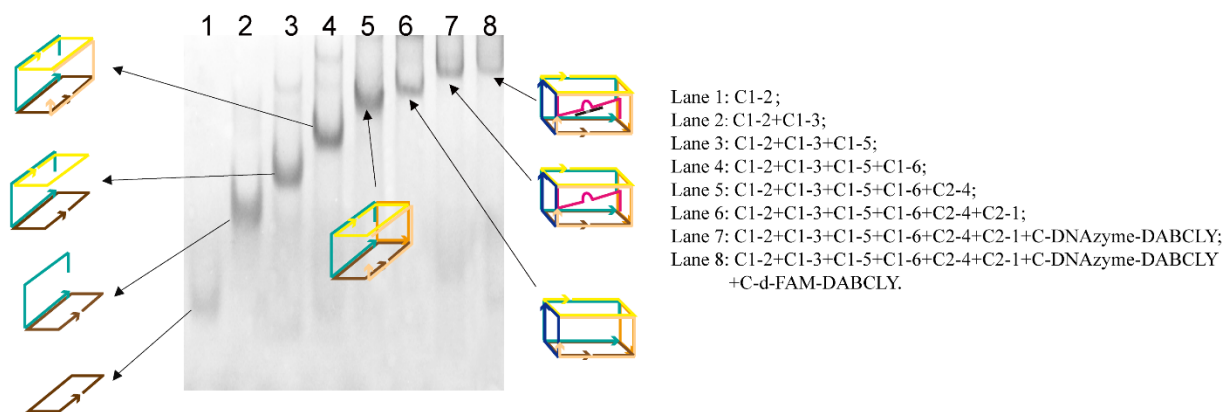 1 2 3 4 5 6 7 8
Lane 1: C1-2;
Lane 2: C1-2+C1-3;
Lane 3: C1-2+C1-3+C1-5;
Lane 4: C1-2+C1-3+C1-5+C1-6;
Lane 5: C1-2+C1-3+C1-5+C1-6+C2-4;
Lane 6: C1-2+C1-3+C1-5+C1-6+C2-4+C2-1;
Lane 7: C1-2+C1-3+C1-5+C1-6+C2-4+C2-1+C-DNAzyme-DABCLY;
Lane 8: C1-2+C1-3+C1-5+C1-6+C2-4+C2-1+C-DNAzyme-DABCLY
+C-d-FAM-DABCLY.